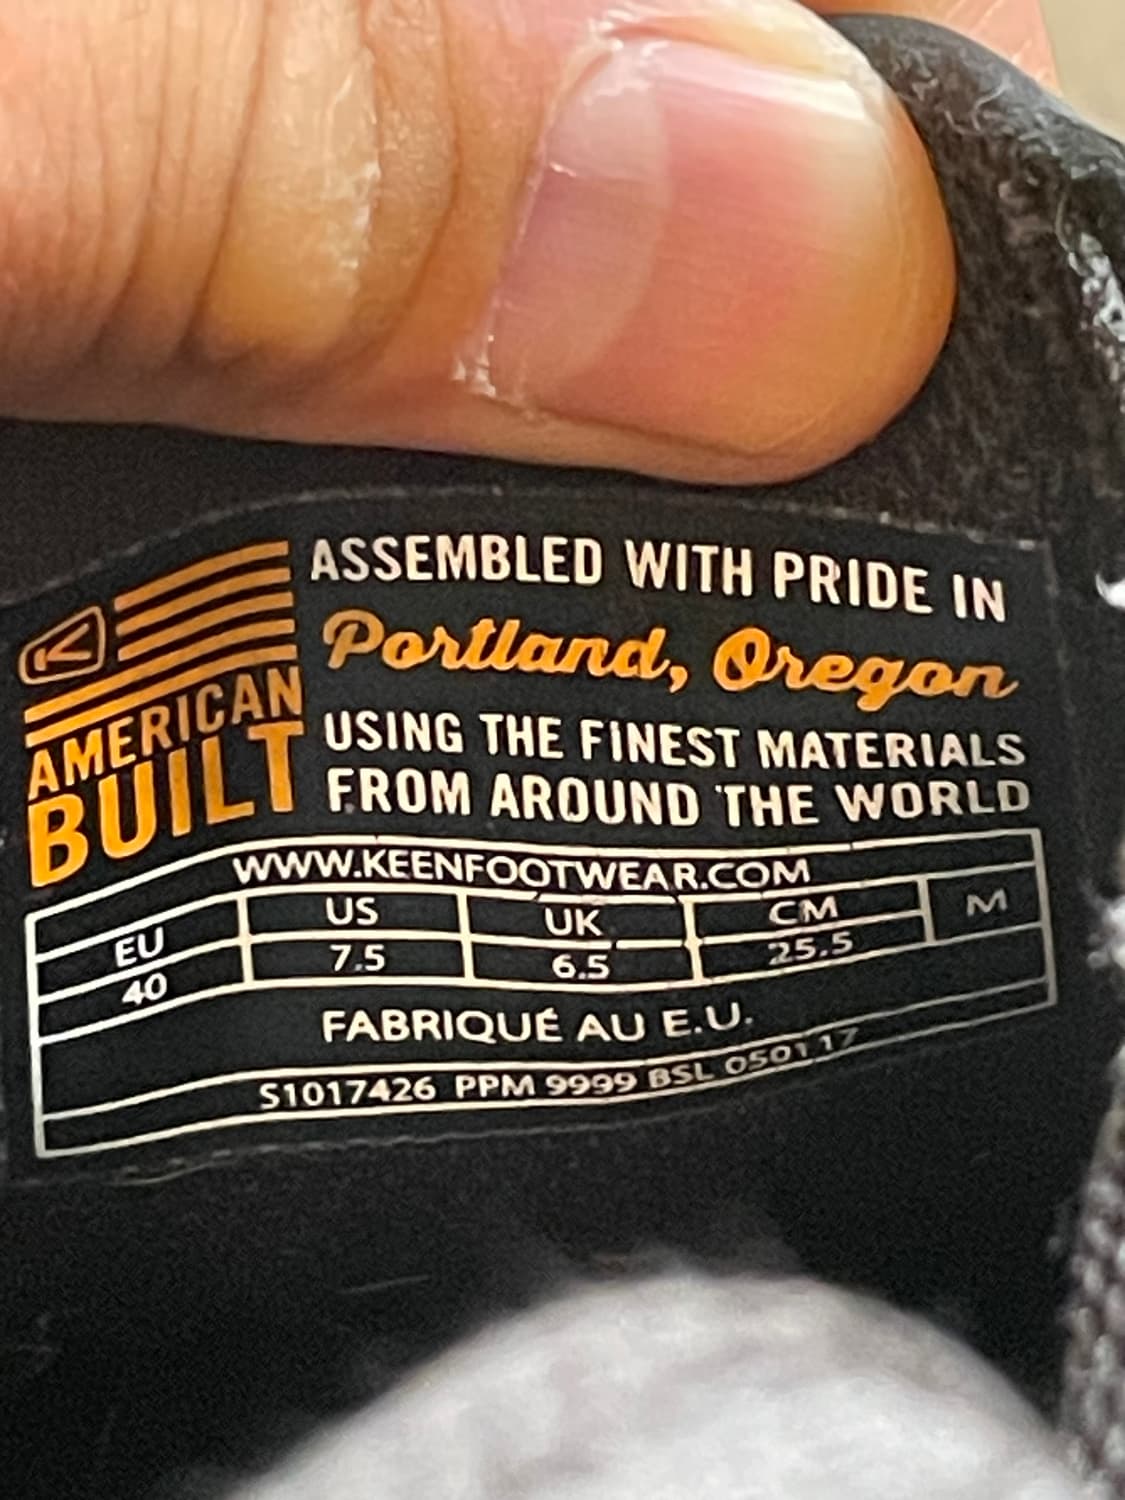 ASSEMBLED WITH PRIDE IN
Portland, Oregon
AMERICAN
BUILT
USING THE FINEST MATERIALS
FROM AROUND THE WORLD
WWW.KEENFOOTWEAR.COM
EU US UK CM M
40 7.5 6.5 25.5
FABRIQUÉ AU E.U.
S1017426 PPM 9999 BSL 050117